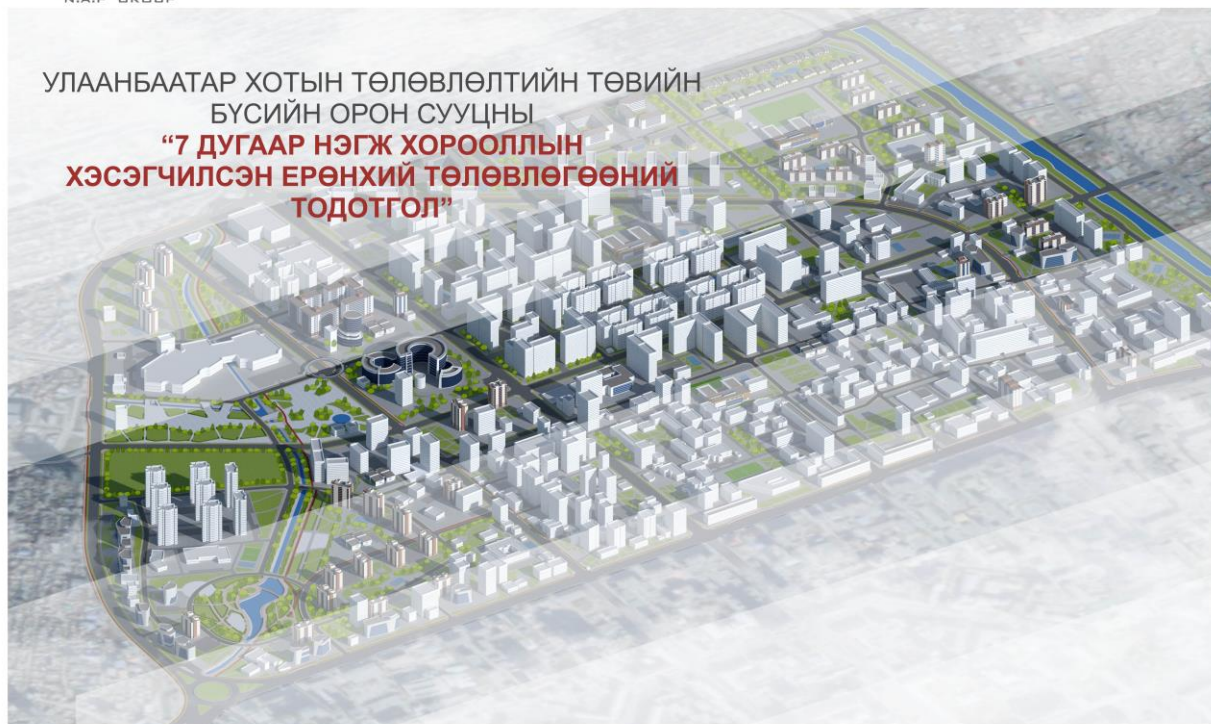 УЛААНБААТАР ХОТЫН ТӨЛӨВЛӨЛТИЙН ТӨВИЙН
БҮСИЙН ОРОН СУУЦНЫ
“7 ДУГААР НЭГЖ ХОРООЛЛЫН
ХЭСЭГЧИЛСЭН ЕРӨНХИЙ ТӨЛӨВЛӨГӨӨНИЙ
ТОДОТГОЛ”